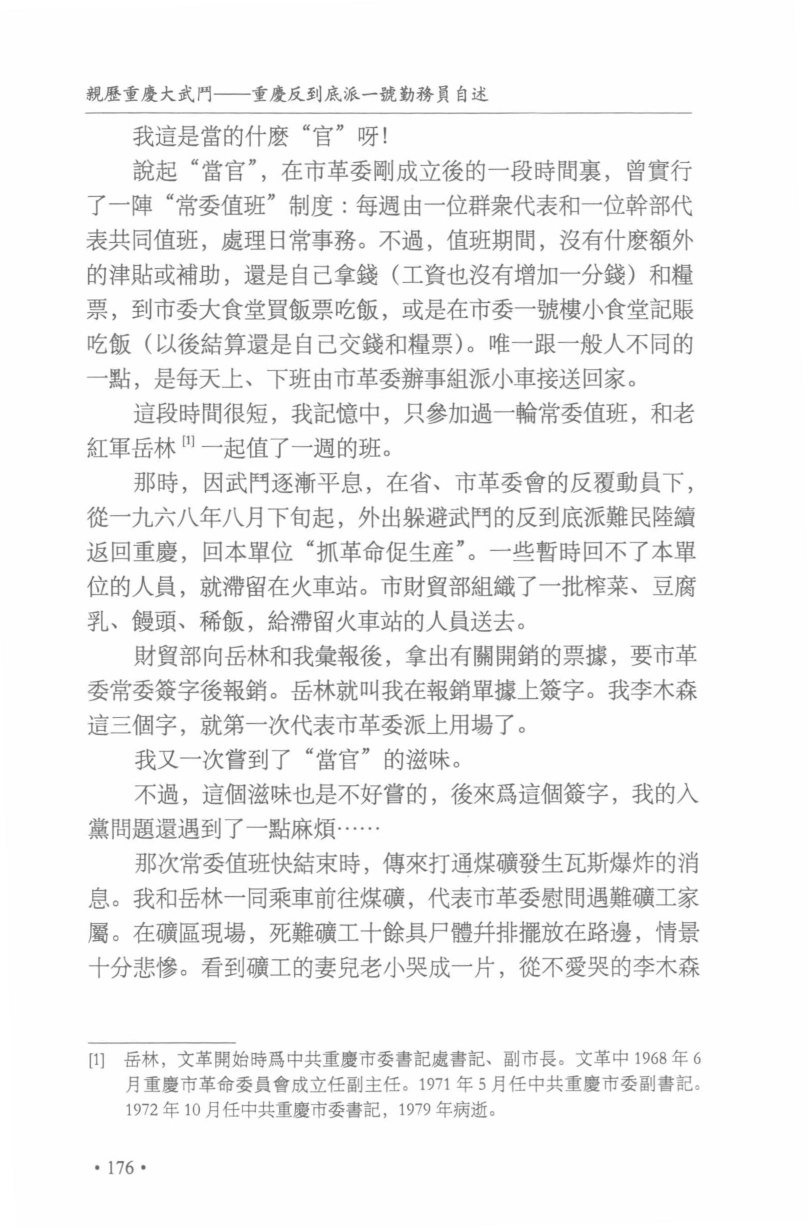 親歷重慶大武鬥——重慶反到底派一號勤務員自述
我這是當的什麽“官”呀！
說起“當官”，在市革委剛成立後的一段時間裏，曾實行
了一陣“常委值班”制度：每週由一位群衆代表和一位幹部代
表共同值班，處理日常事務。不過，值班期間，沒有什麽額外
的津貼或補助，還是自己拿錢（工資也沒有增加一分錢）和糧
票，到市委大食堂買飯票吃飯，或是在市委一號樓小食堂記賬
吃飯（以後結算還是自己交錢和糧票）。唯一跟一般人不同的
一點，是每天上、下班由市革委辦事組派小車接送回家。
這段時間很短，我記憶中，只參加過一輪常委值班，和老
紅軍岳林[1]一起值了一週的班。
那時，因武鬥逐漸平息，在省、市革委會的反覆動員下，
從一九六八年八月下旬起，外出躲避武鬥的反到底派難民陸續
返回重慶，回本單位“抓革命促生産”。一些暫時回不了本單
位的人員，就滯留在火車站。市財貿部組織了一批榨菜、豆腐
乳、饅頭、稀飯，給滯留火車站的人員送去。
財貿部向岳林和我彙報後，拿出有關開銷的票據，要市革
委常委簽字後報銷。岳林就叫我在報銷單據上簽字。我李木森
這三個字，就第一次代表市革委派上用場了。
我又一次嘗到了“當官”的滋味。
不過，這個滋味也是不好嘗的，後來爲這個簽字，我的入
黨問題還遇到了一點麻煩……
那次常委值班快結束時，傳來打通煤礦發生瓦斯爆炸的消
息。我和岳林一同乘車前往煤礦，代表市革委慰問遇難礦工家
屬。在礦區現場，死難礦工十餘具尸體幷排擺放在路邊，情景
十分悲慘。看到礦工的妻兒老小哭成一片，從不愛哭的李木森
[1] 岳林，文革開始時爲中共重慶市委書記處書記、副市長。文革中 1968 年 6
月重慶市革命委員會成立任副主任。1971 年 5 月任中共重慶市委副書記。
1972 年 10 月任中共重慶市委書記，1979 年病逝。
• 176 •